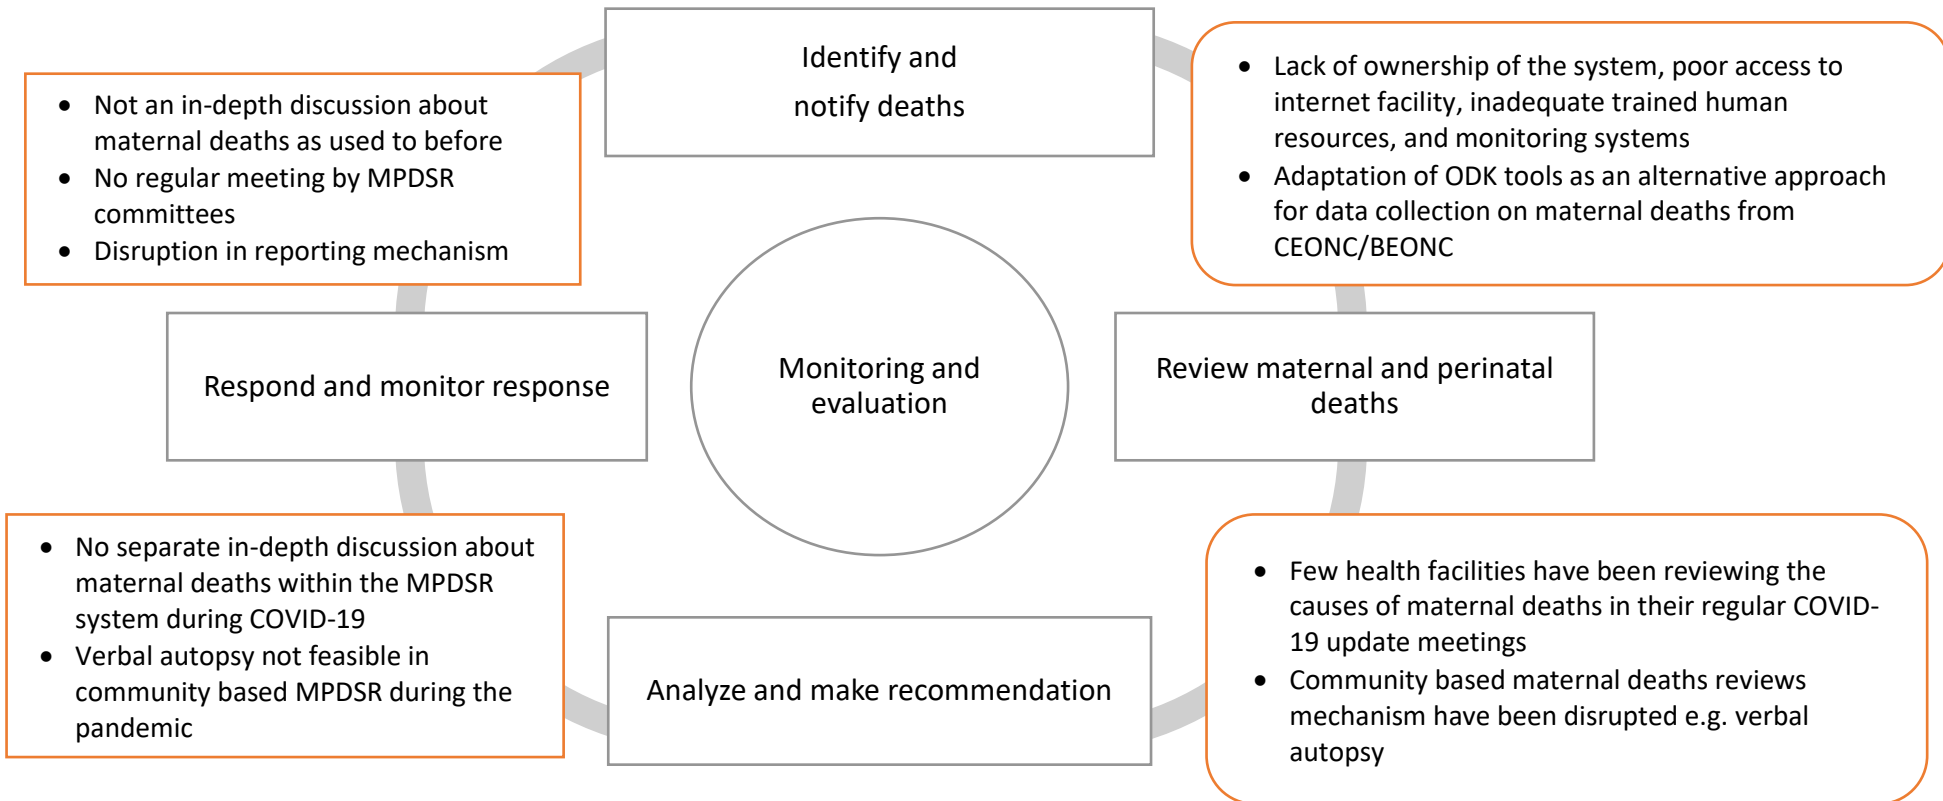 Identify and
notify deaths
• Lack of ownership of the system, poor access to
internet facility, inadequate trained human
resources, and monitoring systems
• Adaptation of ODK tools as an alternative approach
for data collection on maternal deaths from
CEONC/BEONC
• Not an in-depth discussion about
maternal deaths as used to before
• No regular meeting by MPDSR
committees
• Disruption in reporting mechanism
Respond and monitor response
Monitoring and
evaluation
Review maternal and perinatal
deaths
• No separate in-depth discussion about
maternal deaths within the MPDSR
system during COVID-19
• Verbal autopsy not feasible in
community based MPDSR during the
pandemic
Analyze and make recommendation
• Few health facilities have been reviewing the
causes of maternal deaths in their regular COVID-
19 update meetings
• Community based maternal deaths reviews
mechanism have been disrupted e.g. verbal
autopsy